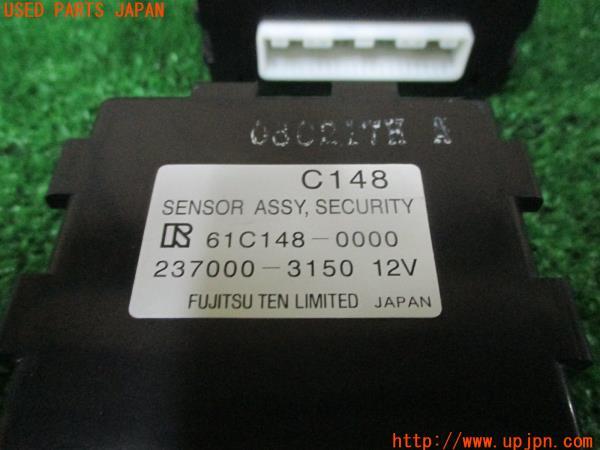 USED PARTS JAPAN
C148
SENSOR ASSY, SECURITY
R 61C148-0000
237000-3150 12V
FUJITSU TEN LIMITED JAPAN
http://www.upjpn.com